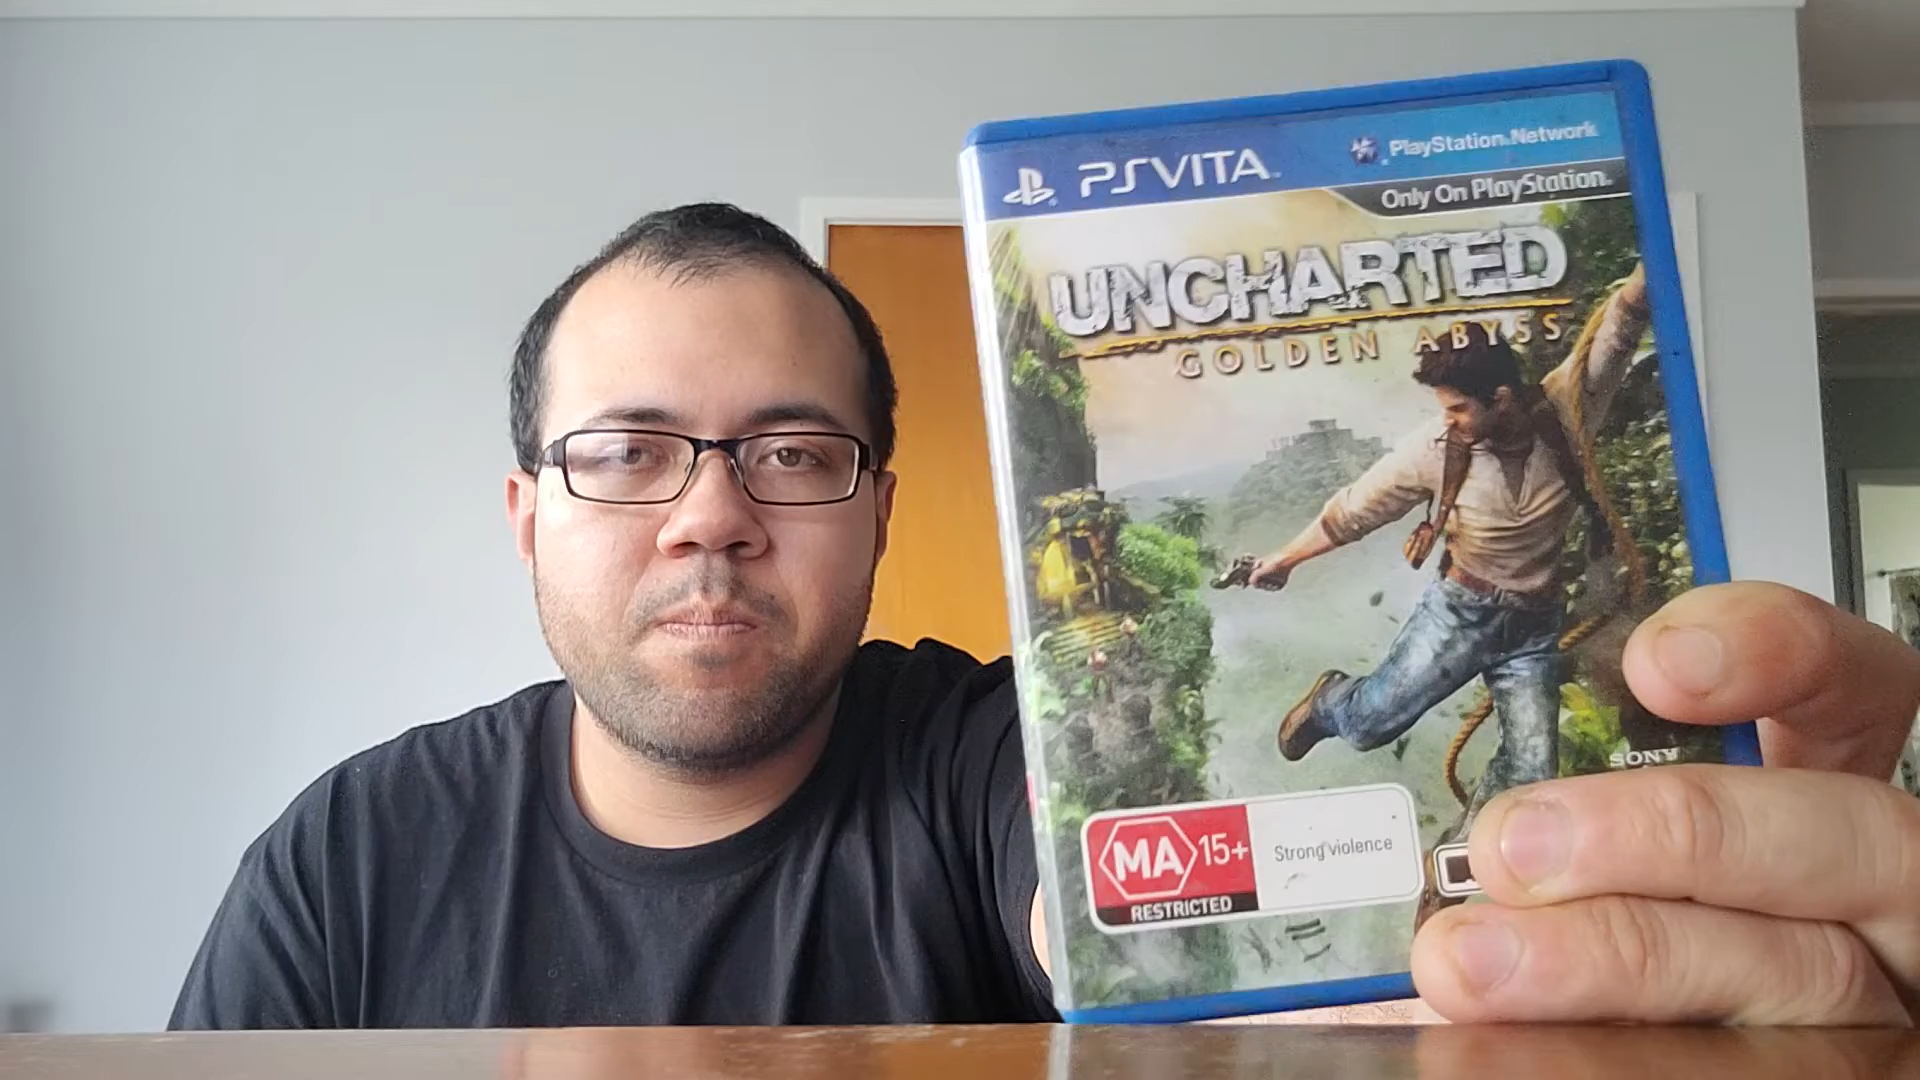 PSVITA
PlayStation Network
Only On PlayStation
UNCHARTED
GOLDEN ABYSS
SONY
MA 15+
RESTRICTED
Strong violence